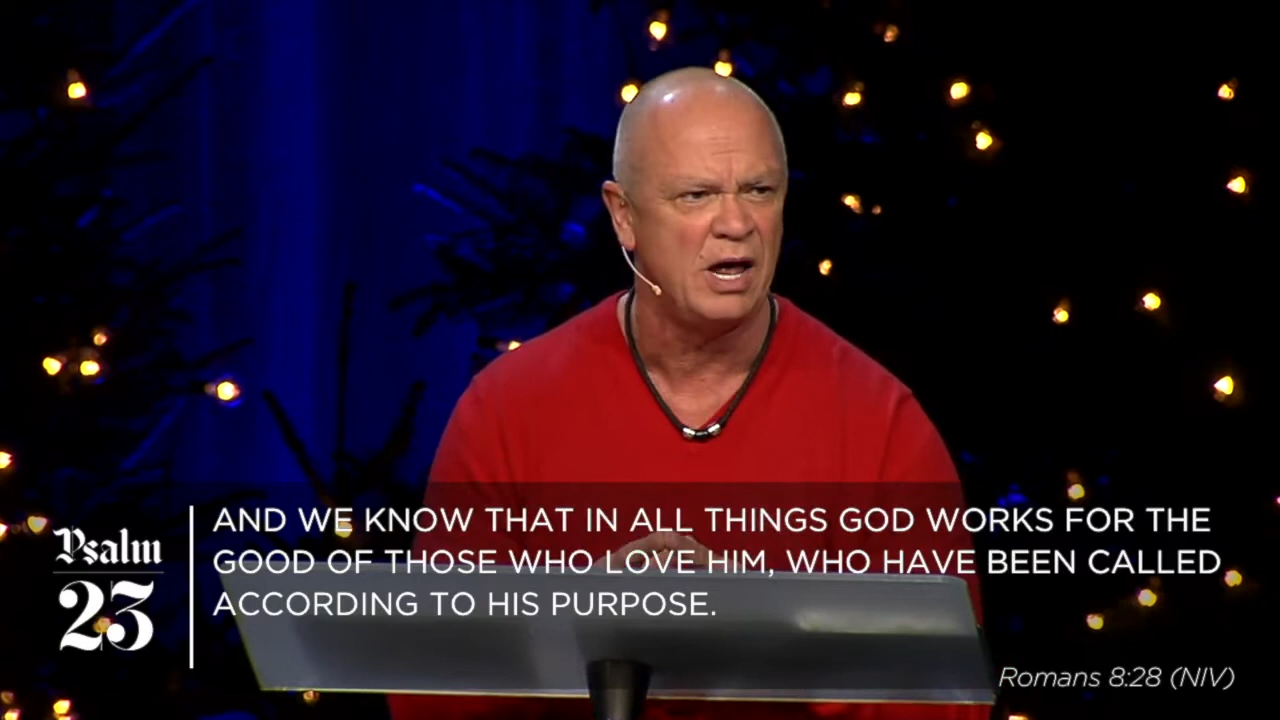 Psalm
23
AND WE KNOW THAT IN ALL THINGS GOD WORKS FOR THE
GOOD OF THOSE WHO LOVE HIM, WHO HAVE BEEN CALLED
ACCORDING TO HIS PURPOSE.
Romans 8:28 (NIV)